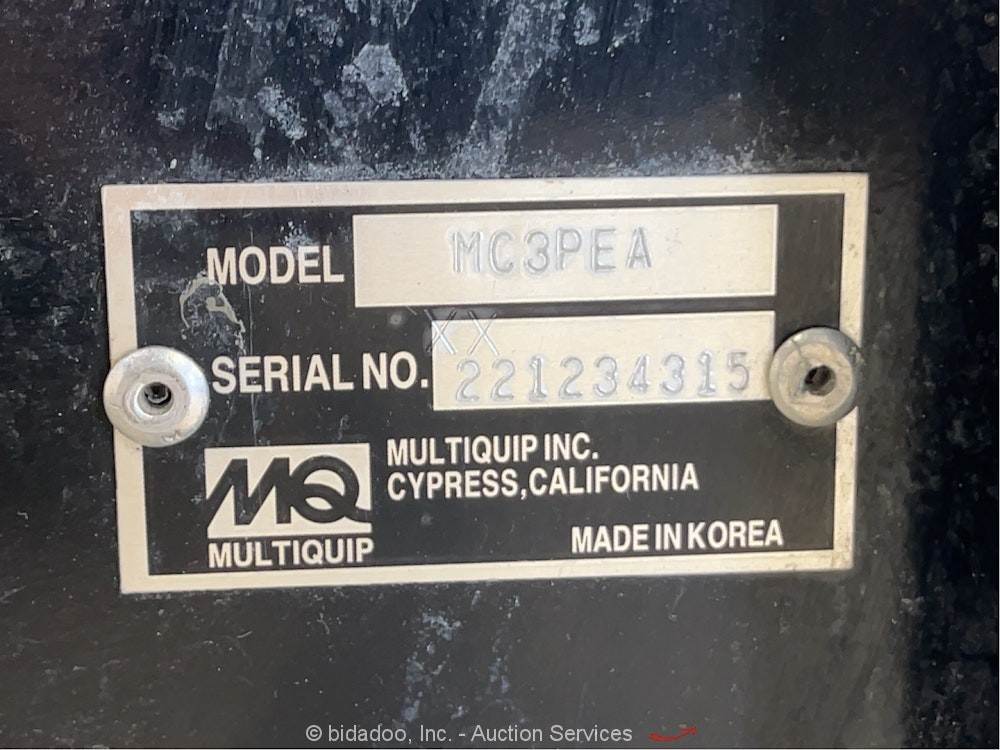 MODEL MC3PEA
XX
SERIAL NO. 221234315
MQ
MULTIQUIP
MULTIQUIP INC.
CYPRESS, CALIFORNIA
MADE IN KOREA
© bidadoo, Inc. - Auction Services